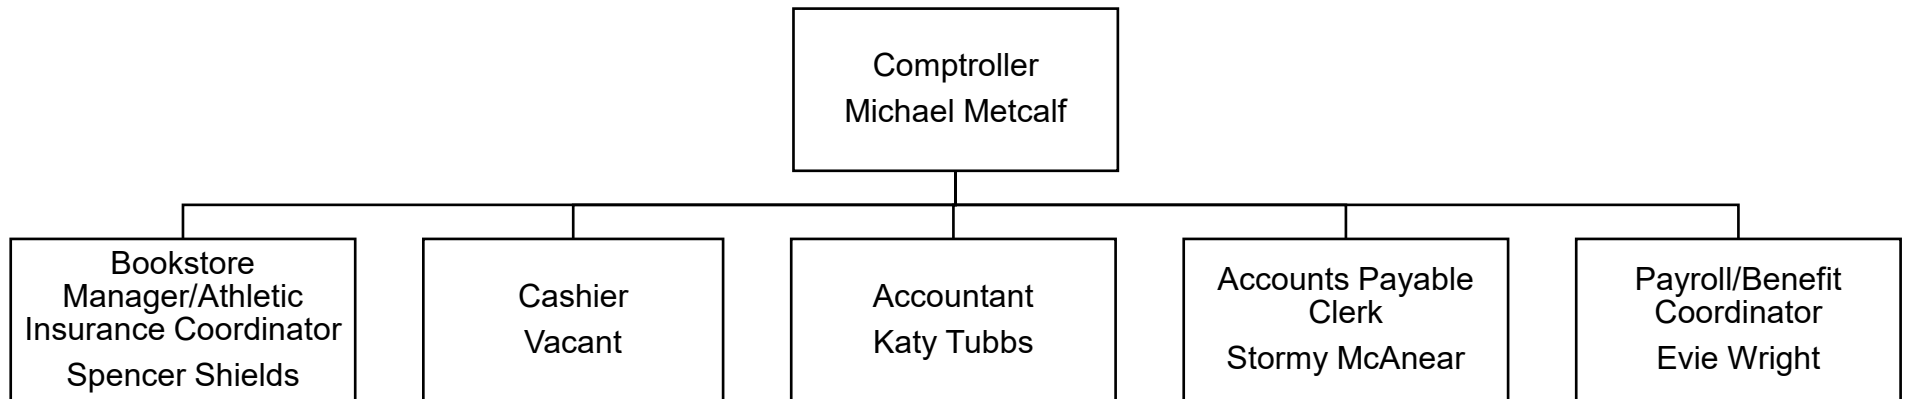 Comptroller
Michael Metcalf
Bookstore
Manager/Athletic
Insurance Coordinator
Spencer Shields
Cashier
Vacant
Accountant
Katy Tubbs
Accounts Payable
Clerk
Stormy McAnear
Payroll/Benefit
Coordinator
Evie Wright